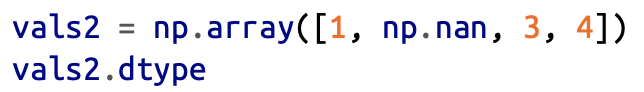 vals2 = np.array([1, np.nan, 3, 4])
vals2.dtype